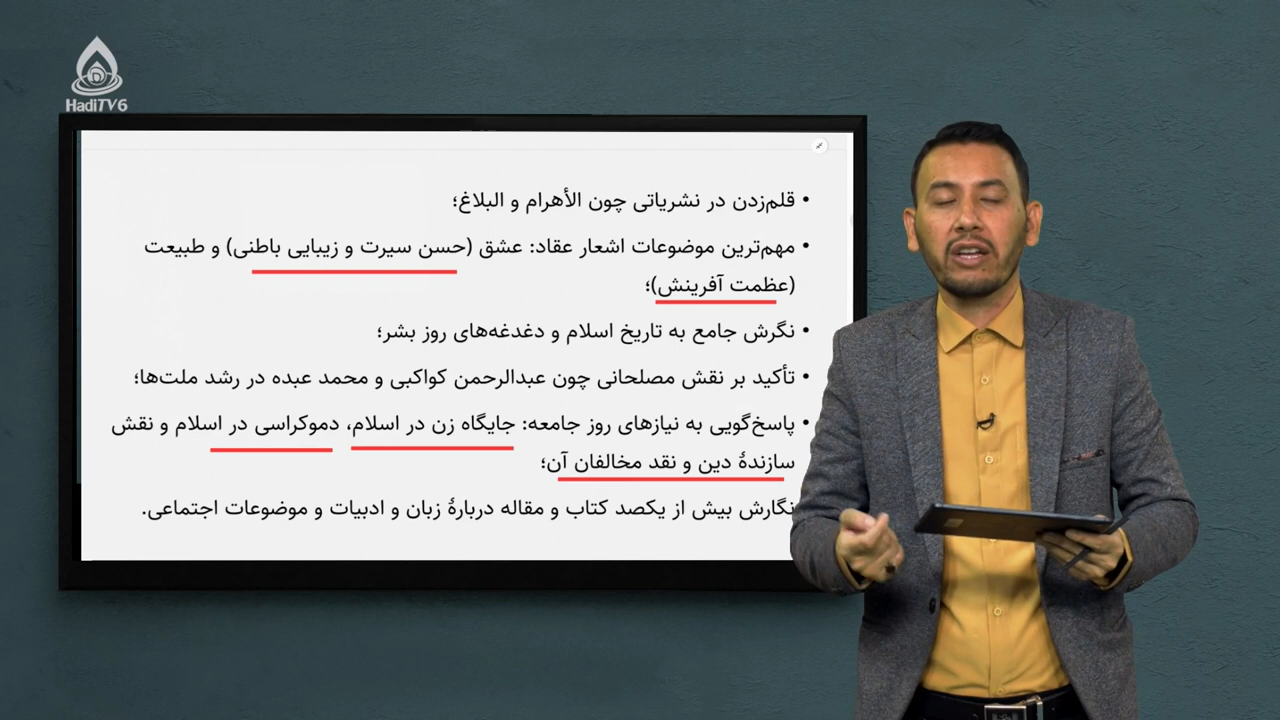 HadiTV6
• قلم‌زدن در نشریاتی چون الأهرام و البلاغ؛
• مهم‌ترین موضوعات اشعار عقاد: عشق (حسن سیرت و زیبایی باطنی) و طبیعت
(عظمت آفرینش)؛
• نگرش جامع به تاریخ اسلام و دغدغه‌های روز بشر؛
• تأکید بر نقش مصلحانی چون عبدالرحمن کواکبی و محمد عبده در رشد ملت‌ها؛
• پاسخ‌گویی به نیازهای روز جامعه: جایگاه زن در اسلام، دموکراسی در اسلام و نقش
سازندهٔ دین و نقد مخالفان آن؛
نگارش بیش از یکصد کتاب و مقاله دربارهٔ زبان و ادبیات و موضوعات اجتماعی.